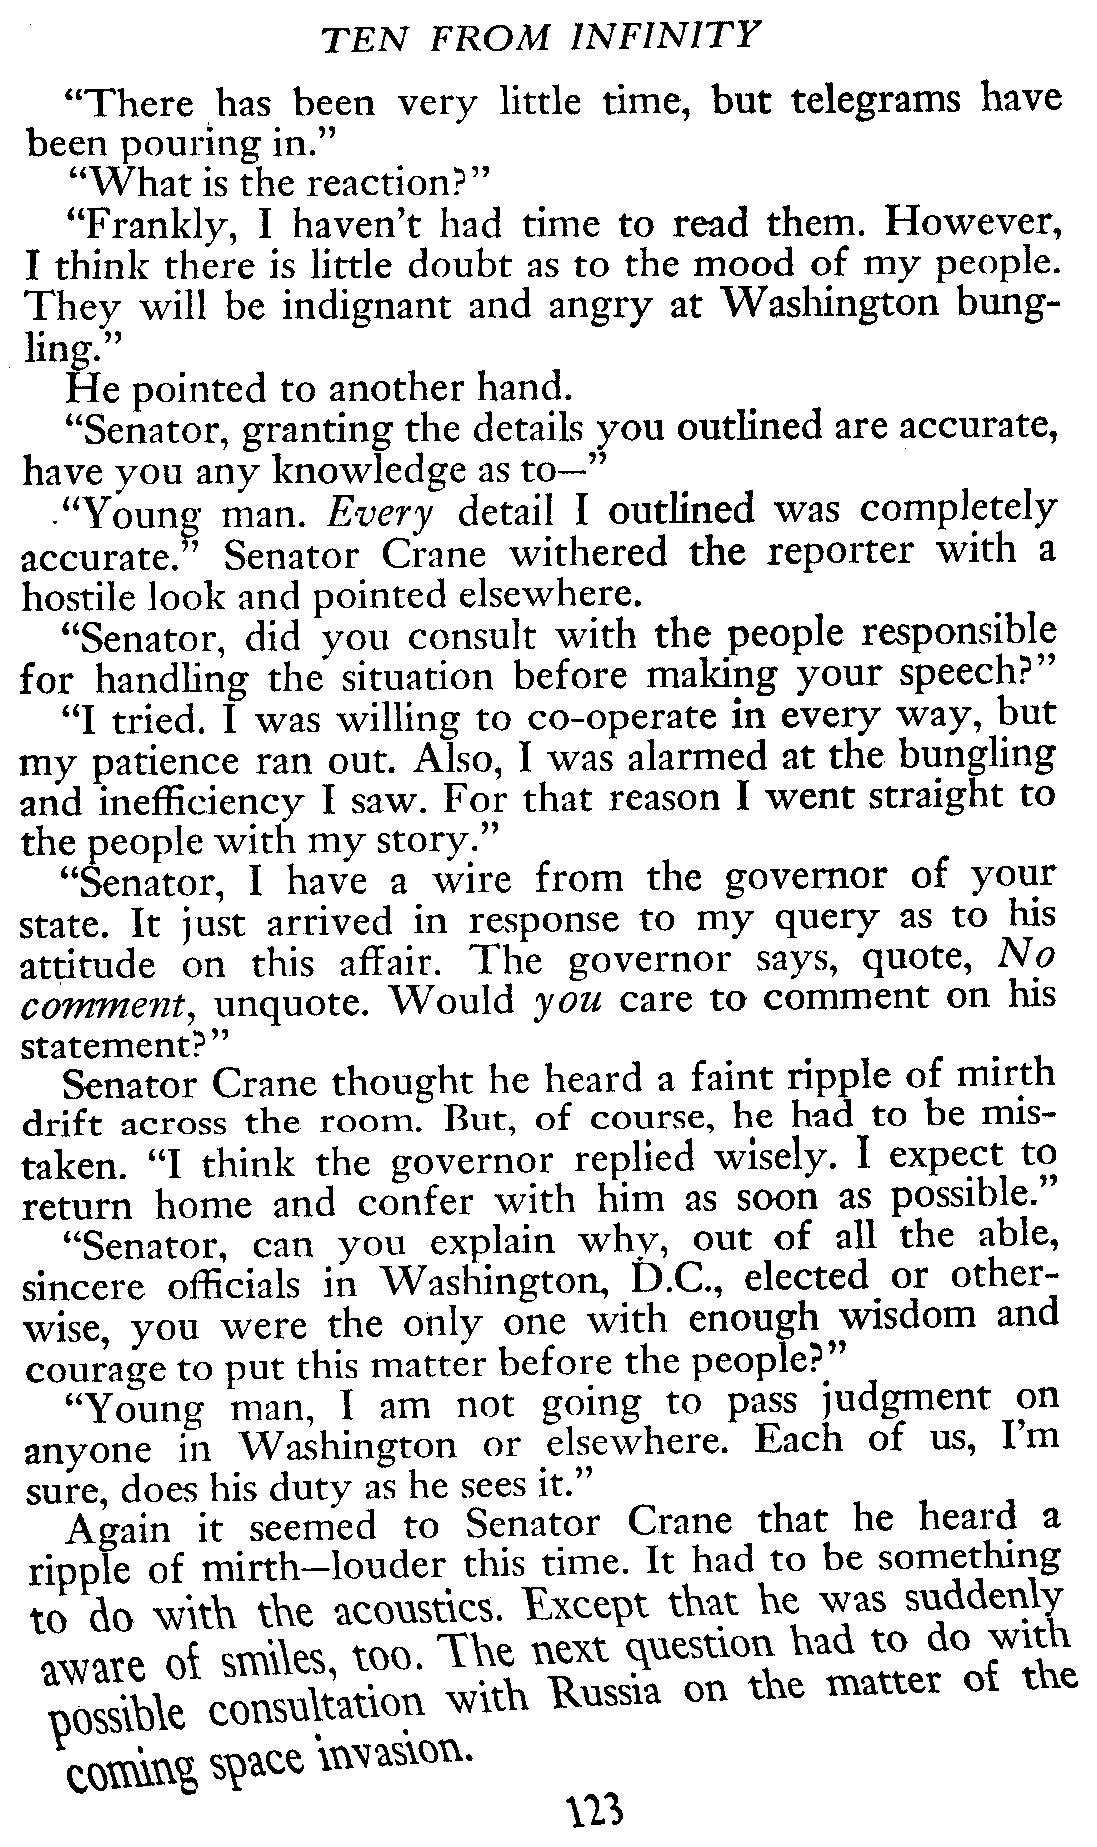 TEN FROM INFINITY
“There has been very little time, but telegrams have
been pouring in.”
“What is the reaction?”
“Frankly, I haven’t had time to read them. However,
I think there is little doubt as to the mood of my people.
They will be indignant and angry at Washington bung-
ling.”
He pointed to another hand.
“Senator, granting the details you outlined are accurate,
have you any knowledge as to—”
“Young man. Every detail I outlined was completely
accurate.” Senator Crane withered the reporter with a
hostile look and pointed elsewhere.
“Senator, did you consult with the people responsible
for handling the situation before making your speech?”
“I tried. I was willing to co-operate in every way, but
my patience ran out. Also, I was alarmed at the bungling
and inefficiency I saw. For that reason I went straight to
the people with my story.”
“Senator, I have a wire from the governor of your
state. It just arrived in response to my query as to his
attitude on this affair. The governor says, quote, No
comment, unquote. Would you care to comment on his
statement?”
Senator Crane thought he heard a faint ripple of mirth
drift across the room. But, of course, he had to be mis-
taken. “I think the governor replied wisely. I expect to
return home and confer with him as soon as possible.”
“Senator, can you explain why, out of all the able,
sincere officials in Washington, D.C., elected or other-
wise, you were the only one with enough wisdom and
courage to put this matter before the people?”
“Young man, I am not going to pass judgment on
anyone in Washington or elsewhere. Each of us, I’m
sure, does his duty as he sees it.”
Again it seemed to Senator Crane that he heard a
ripple of mirth—louder this time. It had to be something
to do with the acoustics. Except that he was suddenly
aware of smiles, too. The next question had to do with
possible consultation with Russia on the matter of the
coming space invasion.
123